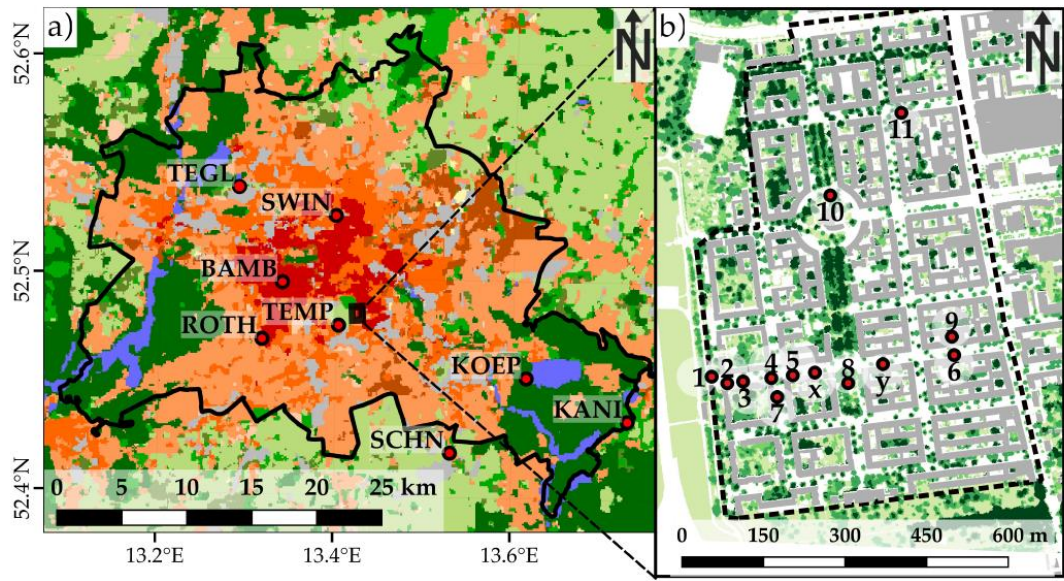 a)
N
52.6°N
52.5°N
52.4°N
TEGL
SWIN
BAMB
TEMP
ROTH
KOEP
KANI
SCHN
0 5 10 15 20 25 km
13.2°E 13.4°E 13.6°E
b)
N
11
10
9
1 2 4 5 8 y 6
3 x
7
0 150 300 450 600 m